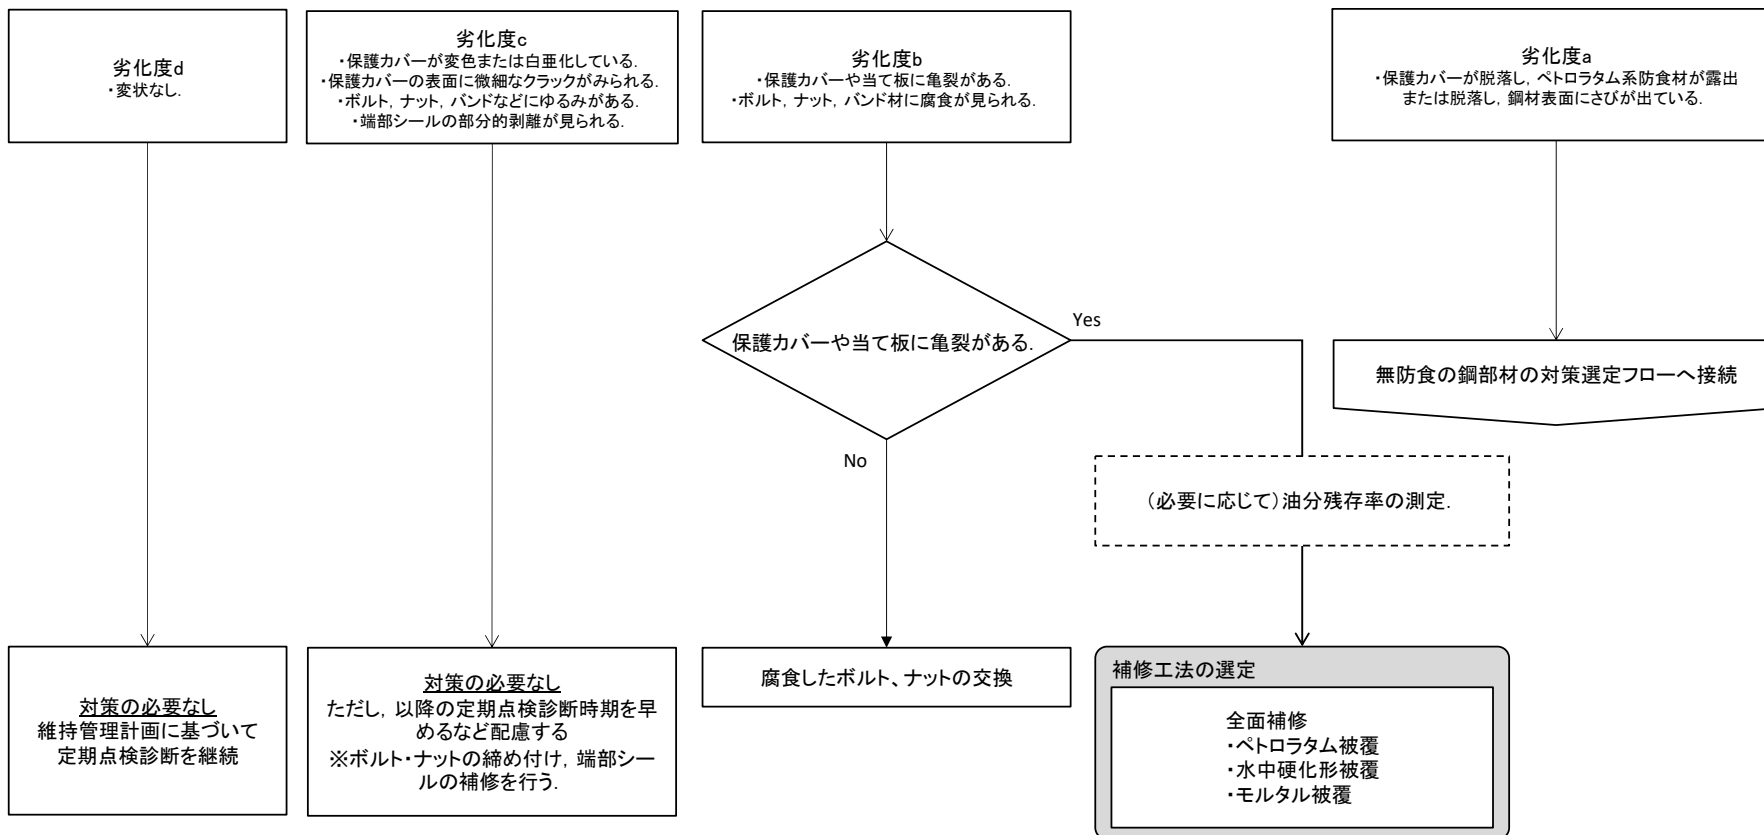 劣化度d
・変状なし.
劣化度c
・保護カバーが変色または白亜化している.
・保護カバーの表面に微細なクラックがみられる.
・ボルト, ナット, バンドなどにゆるみがある.
・端部シールの部分的剥離が見られる.
劣化度b
・保護カバーや当て板に亀裂がある.
・ボルト, ナット, バンド材に腐食が見られる.
劣化度a
・保護カバーが脱落し, ペトロラタム系防食材が露出
または脱落し, 鋼材表面にさびが出ている.
保護カバーや当て板に亀裂がある.
Yes
No
無防食の鋼部材の対策選定フローへ接続
(必要に応じて)油分残存率の測定.
対策の必要なし
維持管理計画に基づいて
定期点検診断を継続
対策の必要なし
ただし, 以降の定期点検診断時期を早
めるなど配慮する
※ボルト・ナットの締め付け, 端部シー
ルの補修を行う.
腐食したボルト、ナットの交換
補修工法の選定
全面補修
・ペトロラタム被覆
・水中硬化形被覆
・モルタル被覆